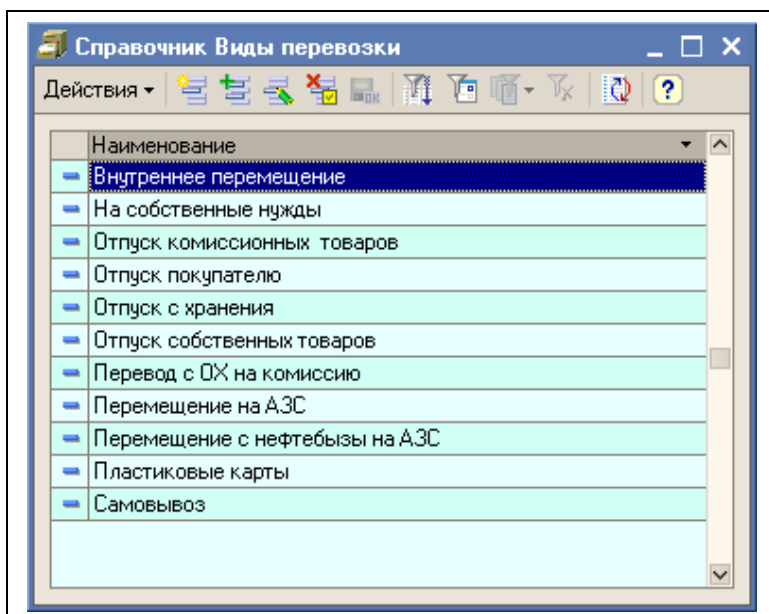 Справочник Виды перевозки
Действия
Наименование
Внутреннее перемещение
На собственные нужды
Отпуск комиссионных товаров
Отпуск покупателю
Отпуск с хранения
Отпуск собственных товаров
Перевод с ОХ на комиссию
Перемещение на АЗС
Перемещение с нефтебызы на АЗС
Пластиковые карты
Самовывоз